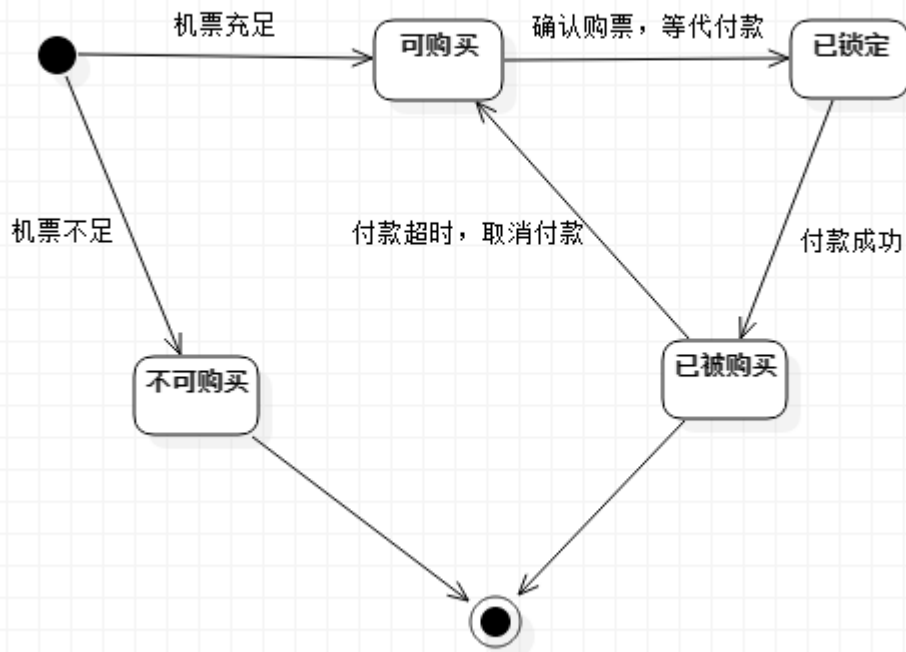 机票充足
可购买
确认购票，等代付款
已锁定
机票不足
付款超时，取消付款
付款成功
不可购买
已被购买